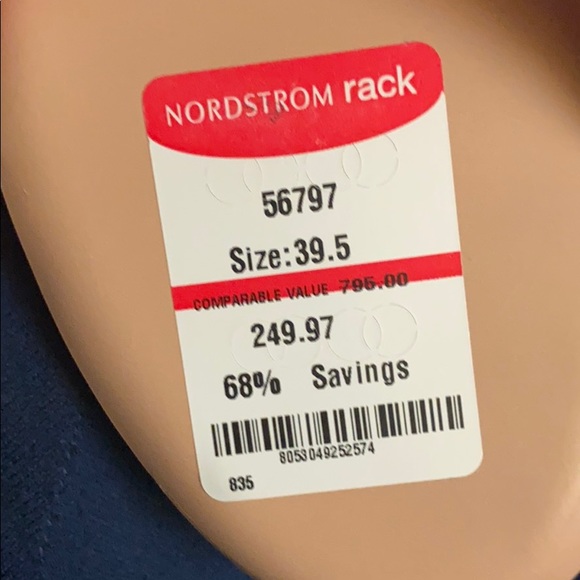 NORDSTROM rack
56797
Size:39.5
COMPARABLE VALUE 795.00
249.97
68% Savings
8053049252574
835